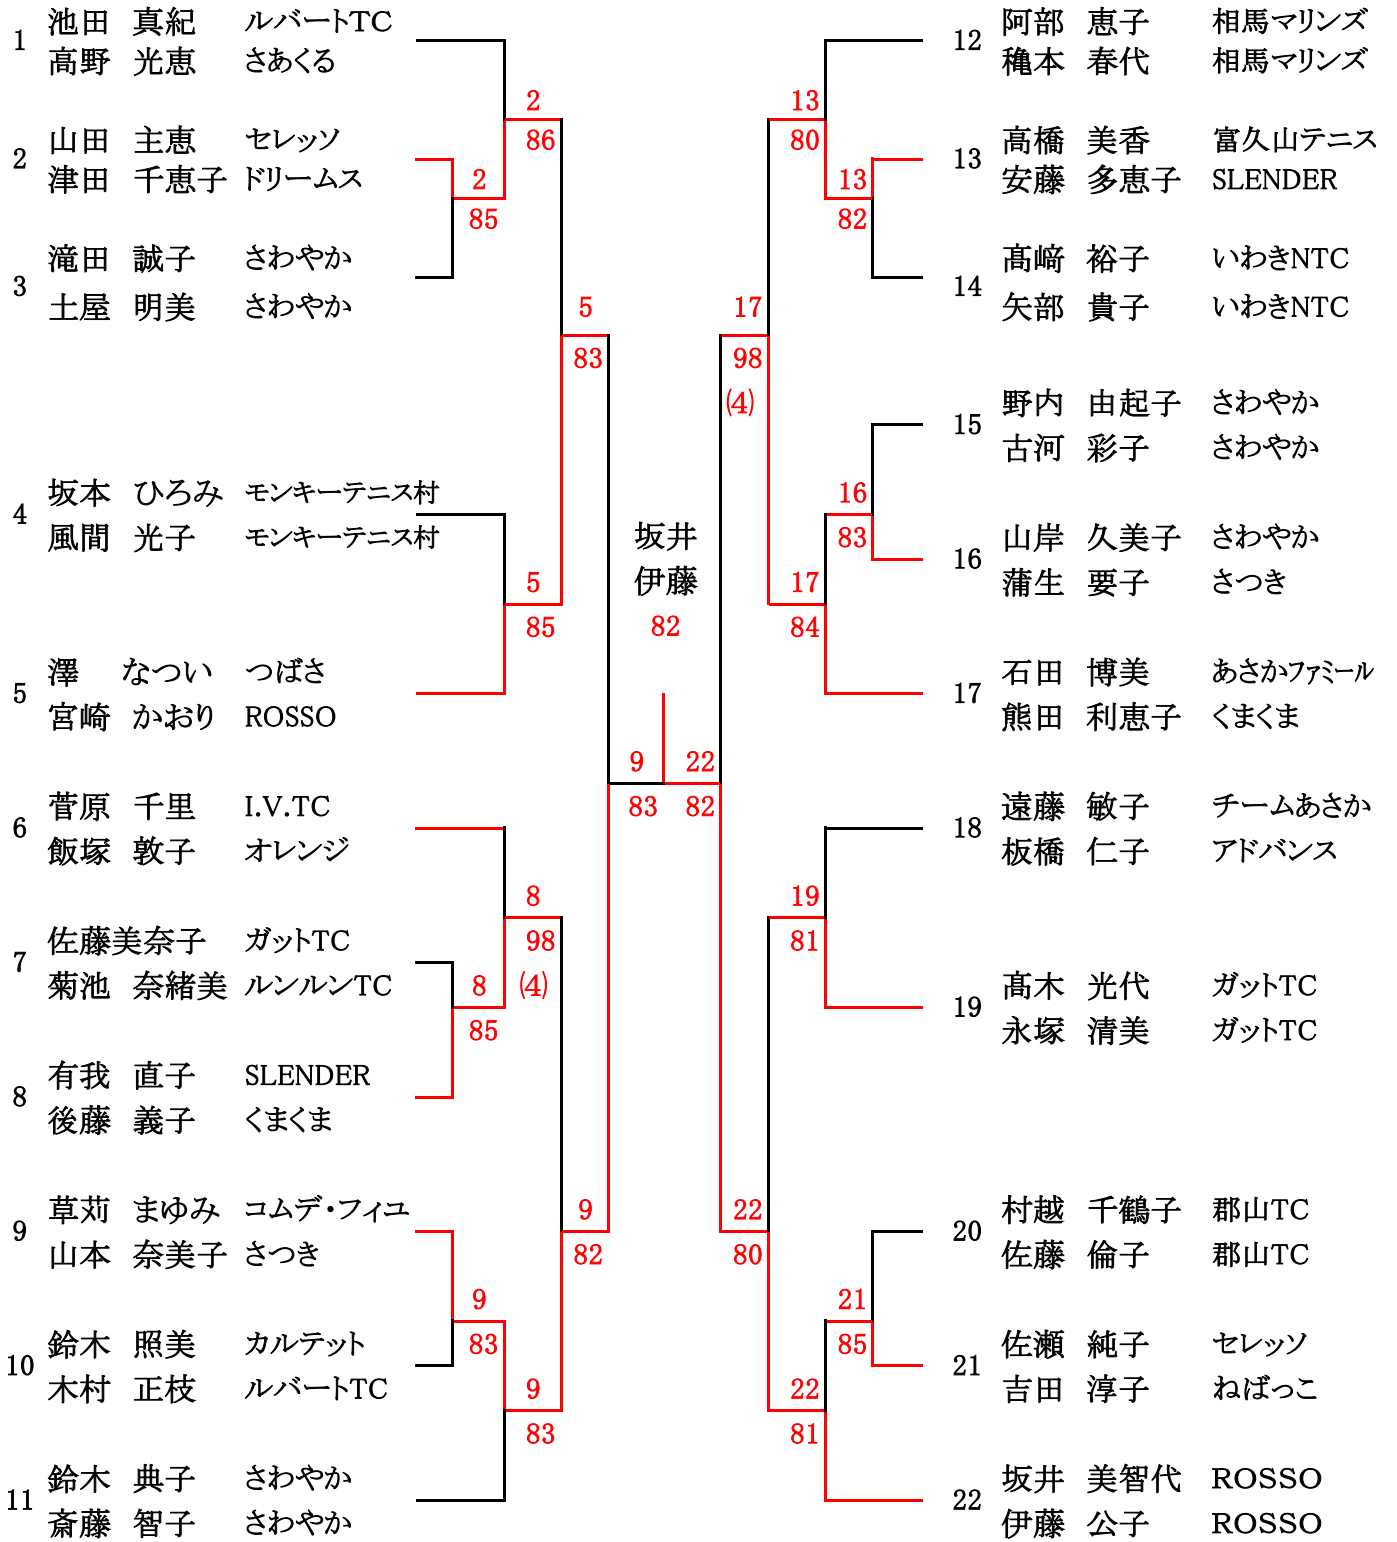 1 池田 真紀 ルバートTC
高野 光恵 さあくる
2
86
2 山田 主恵 セレッソ
津田 千恵子 ドリームス
2
85
3 滝田 誠子 さわやか
土屋 明美 さわやか
5
83
4 坂本 ひろみ モンキーテニス村
風間 光子 モンキーテニス村
5
85
5 澤 なつい つばさ
宮崎 かおり ROSSO
6 菅原 千里 I.V.TC
飯塚 敦子 オレンジ
8
98
(4)
7 佐藤美奈子 ガットTC
菊池 奈緒美 ルンルンTC
8
85
8 有我 直子 SLENDER
後藤 義子 くまくま
9 草苅 まゆみ コムデ・フィユ
山本 奈美子 さつき
9
82
9
83
10 鈴木 照美 カルテット
木村 正枝 ルバートTC
9
83
11 鈴木 典子 さわやか
斎藤 智子 さわやか
坂井
伊藤
82
9 22
83 82
12 阿部 恵子 相馬マリンズ
穐本 春代 相馬マリンズ
13
80
13 高橋 美香 富久山テニス
安藤 多恵子 SLENDER
13
82
14 髙﨑 裕子 いわきNTC
矢部 貴子 いわきNTC
17
98
(4)
15 野内 由起子 さわやか
古河 彩子 さわやか
16
83
16 山岸 久美子 さわやか
蒲生 要子 さつき
17
84
17 石田 博美 あさかファミール
熊田 利恵子 くまくま
18 遠藤 敏子 チームあさか
板橋 仁子 アドバンス
19
81
19 髙木 光代 ガットTC
永塚 清美 ガットTC
22
80
20 村越 千鶴子 郡山TC
佐藤 倫子 郡山TC
21
85
21 佐瀬 純子 セレッソ
吉田 淳子 ねばっこ
22
81
22 坂井 美智代 ROSSO
伊藤 公子 ROSSO